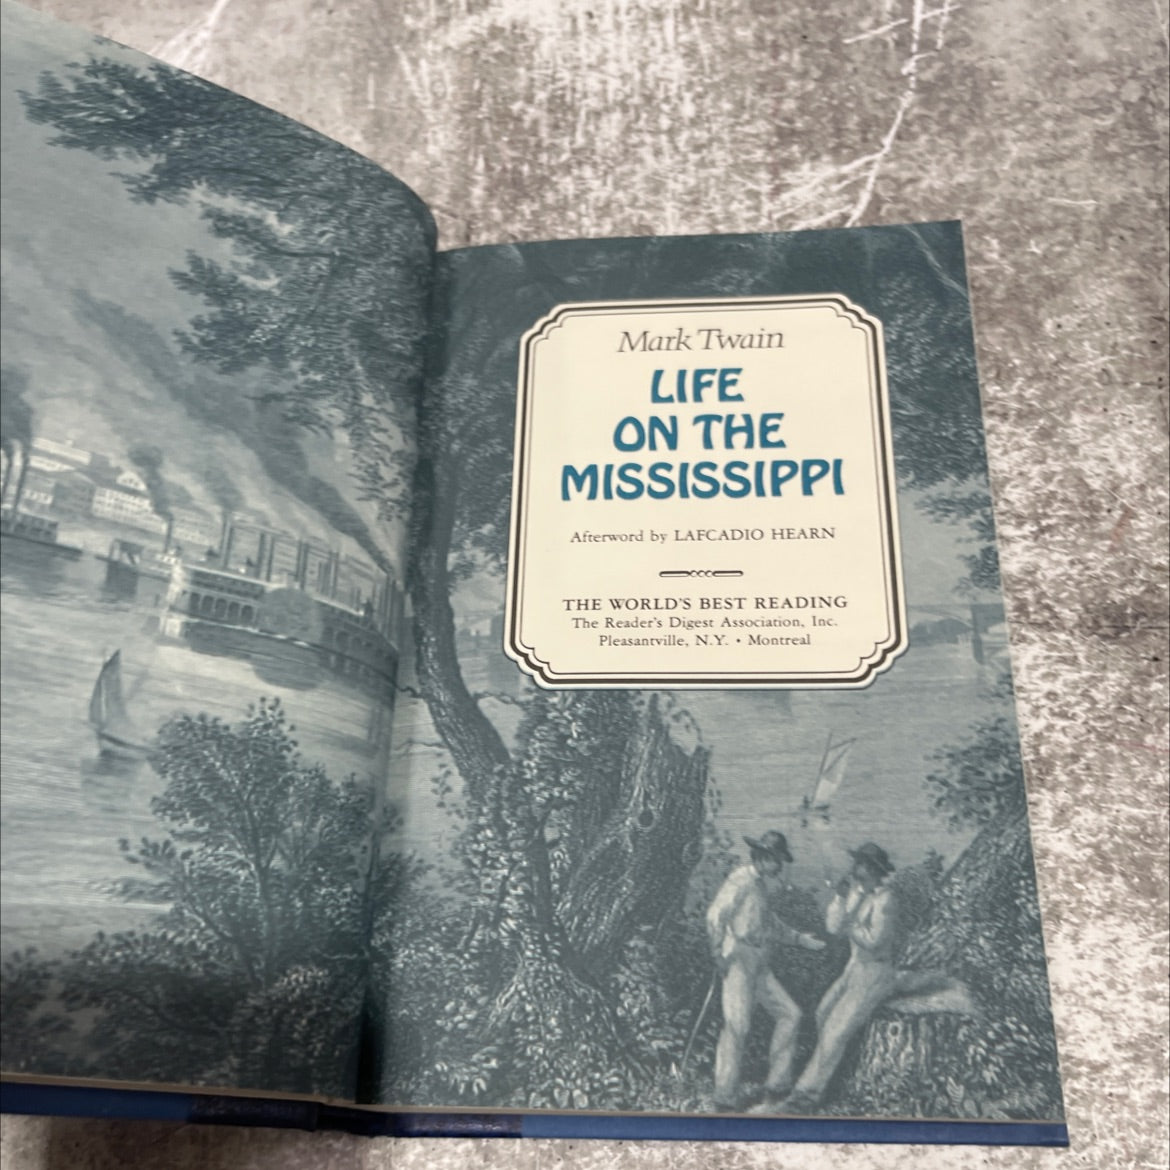 Mark Twain
LIFE
ON THE
MISSISSIPPI
Afterword by LAFCADIO HEARN
THE WORLD'S BEST READING
The Reader's Digest Association, Inc.
Pleasantville, N.Y. • Montreal